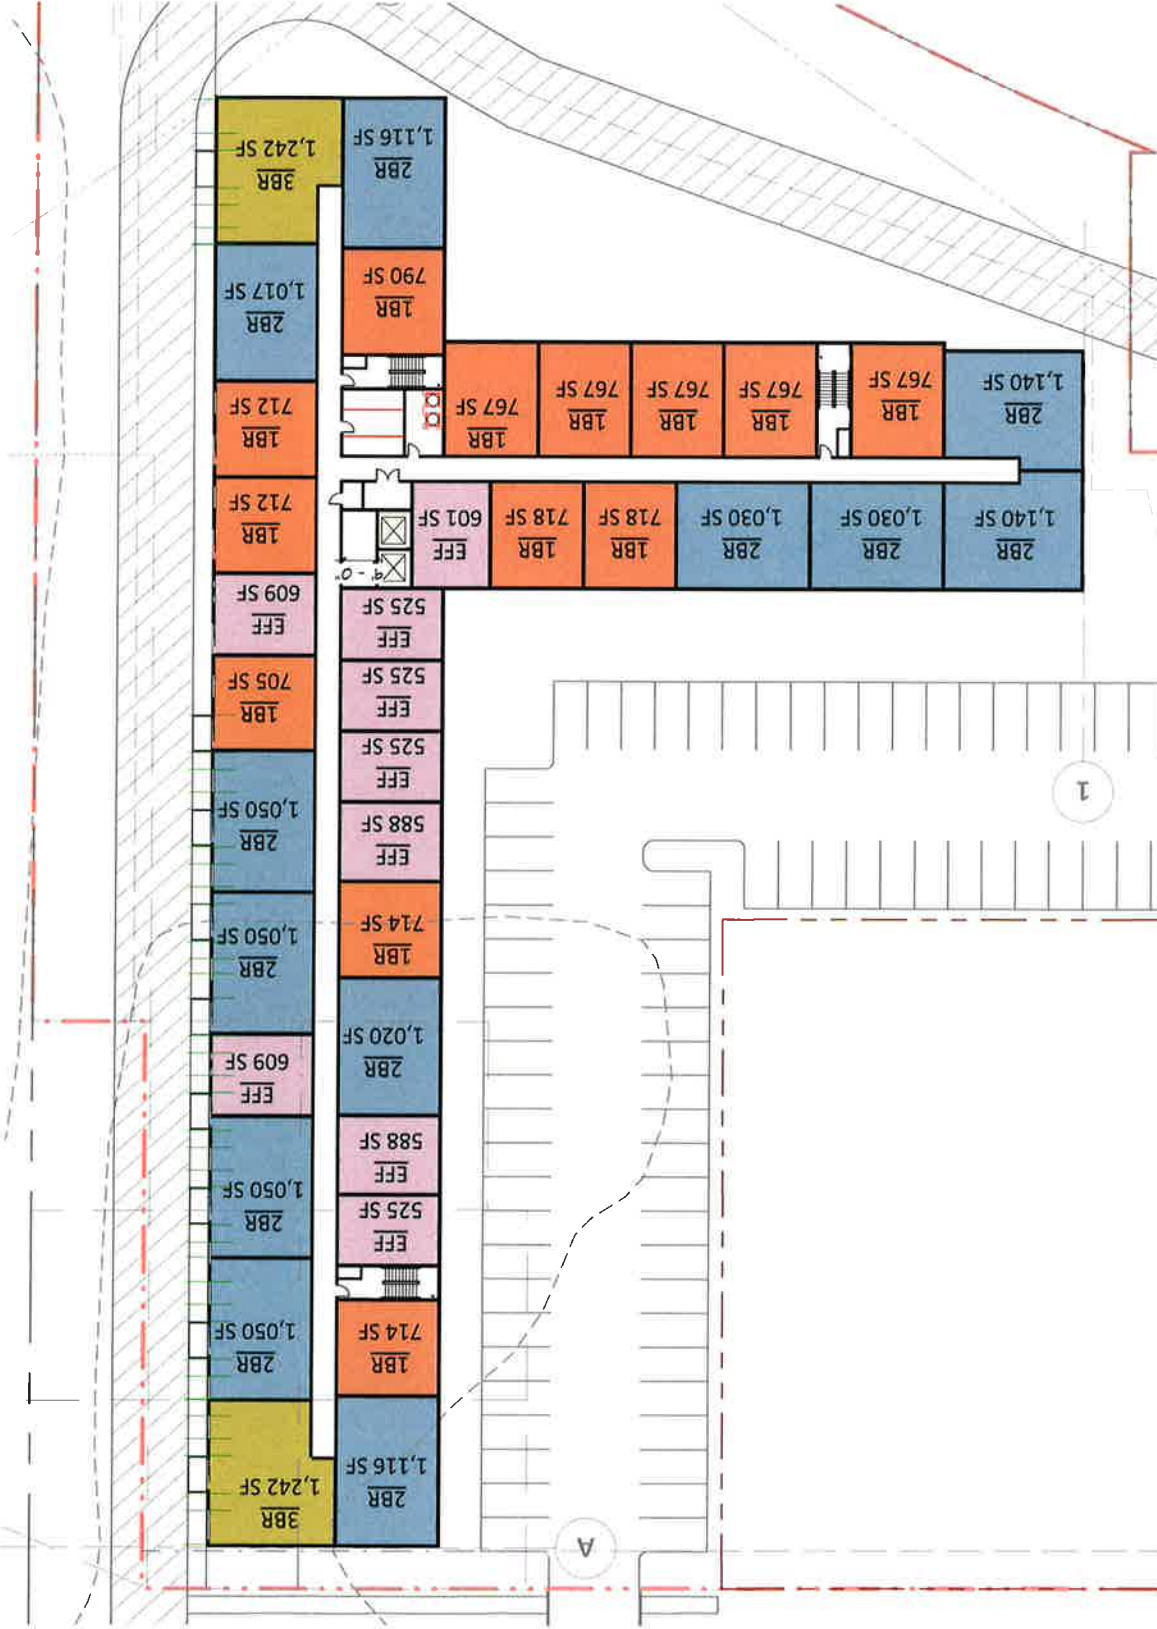 A
2BR
1,116 SF
3BR
1,242 SF
1BR
714 SF
2BR
1,050 SF
EFF
525 SF
2BR
1,050 SF
EFF
588 SF
EFF
609 SF
2BR
1,020 SF
2BR
1,050 SF
1BR
714 SF
2BR
1,050 SF
EFF
588 SF
1
EFF
525 SF
1BR
705 SF
EFF
525 SF
EFF
525 SF
EFF
609 SF
9' - 0"
2BR
1,140 SF
2BR
1,030 SF
2BR
1,030 SF
1BR
718 SF
1BR
718 SF
EFF
601 SF
1BR
712 SF
2BR
1,140 SF
1BR
767 SF
1BR
767 SF
1BR
767 SF
1BR
767 SF
1BR
767 SF
1BR
712 SF
1BR
790 SF
2BR
1,017 SF
2BR
1,116 SF
3BR
1,242 SF